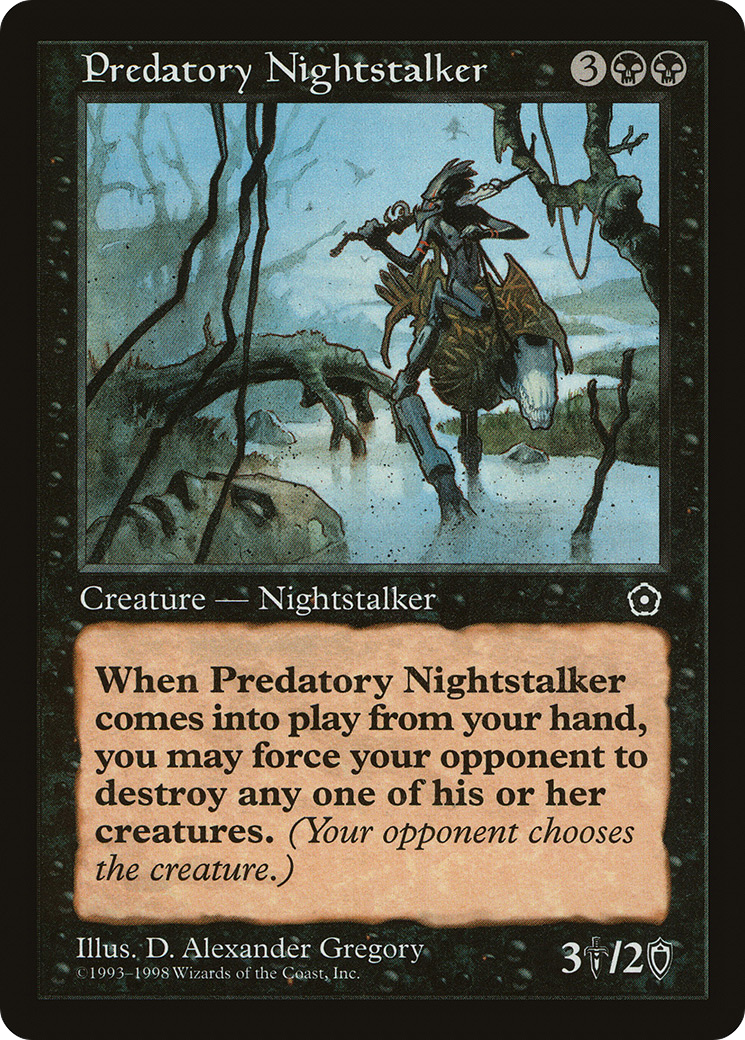 Predatory Nightstalker 3
Creature — Nightstalker
When Predatory Nightstalker
comes into play from your hand,
you may force your opponent to
destroy any one of his or her
creatures. (Your opponent chooses
the creature.)
Illus. D. Alexander Gregory
©1993–1998 Wizards of the Coast, Inc.
3/2